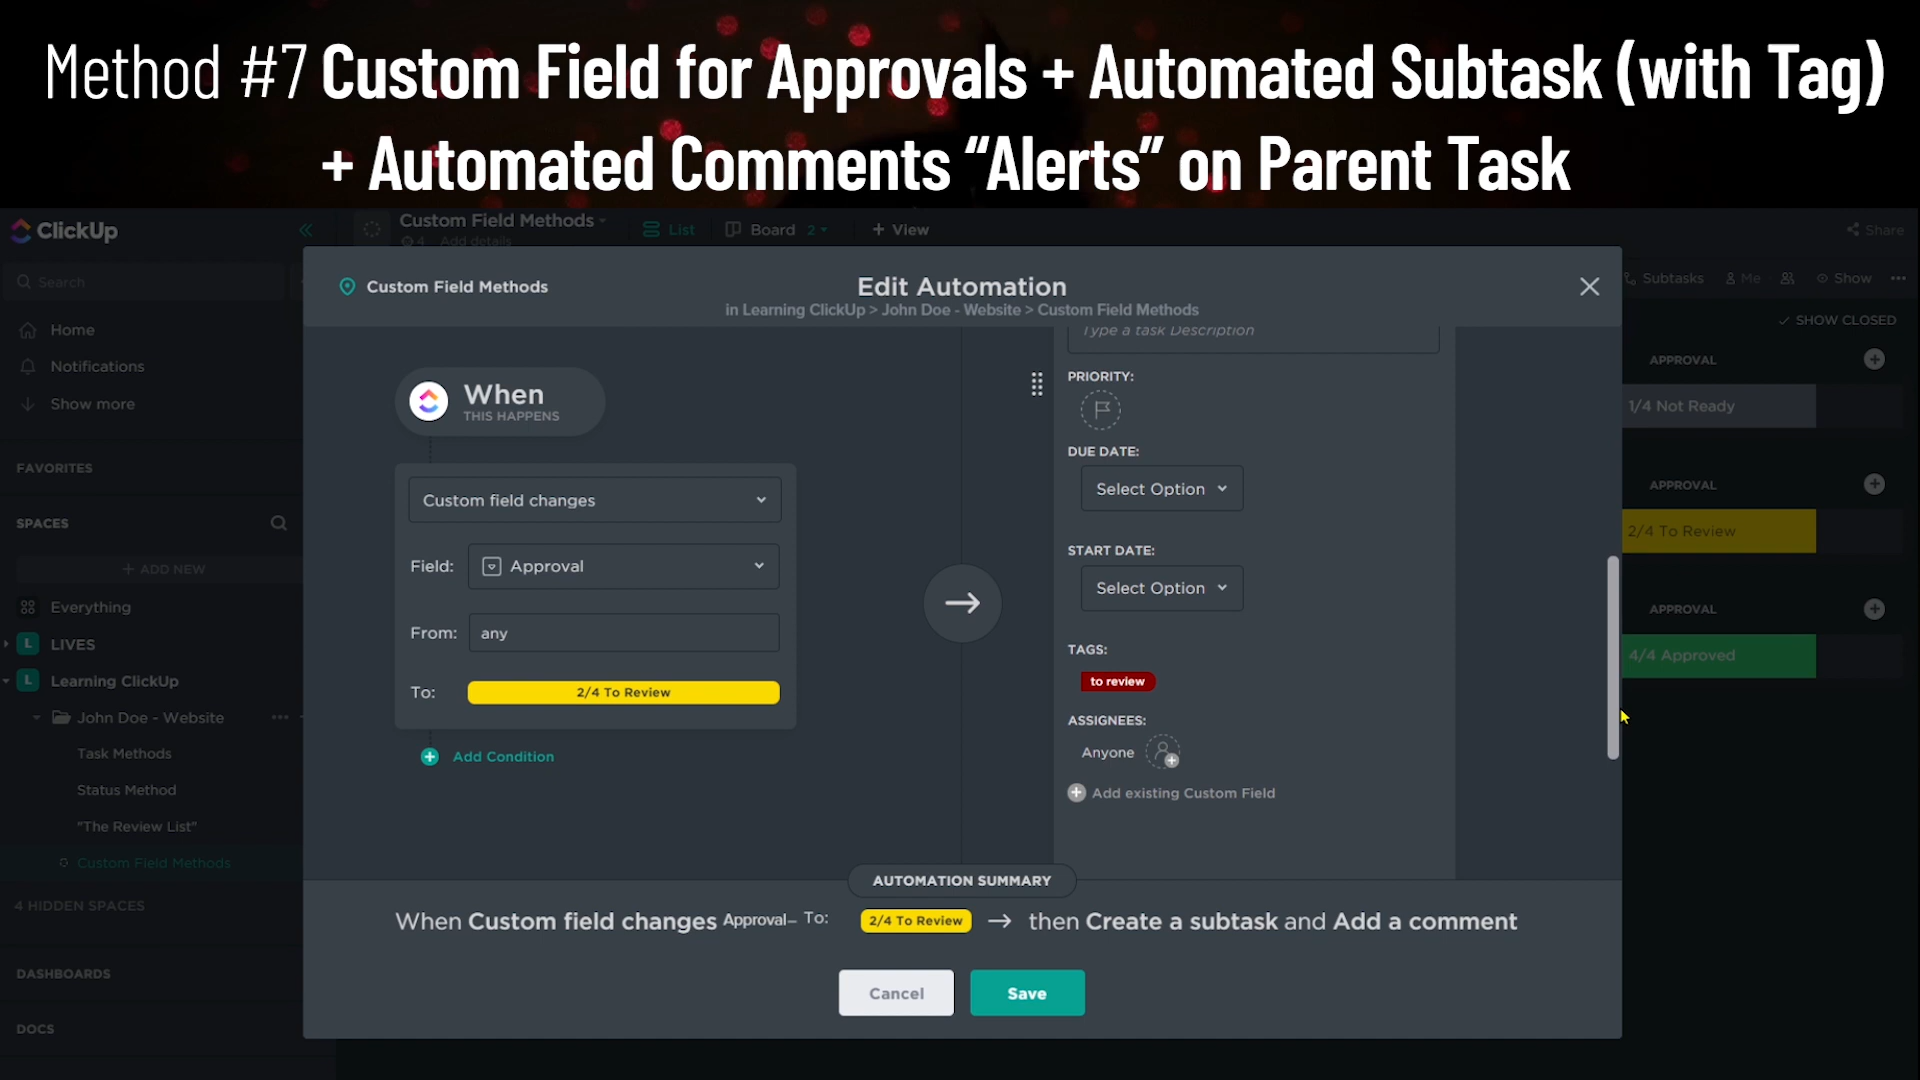 Method #7 Custom Field for Approvals + Automated Subtask (with Tag)
+ Automated Comments “Alerts” on Parent Task
ClickUp
Custom Field Methods
4 Add details
List
Board 2
+ View
Share
Search
Custom Field Methods
Edit Automation
in Learning ClickUp > John Doe - Website > Custom Field Methods
Subtasks
Me
Show
SHOW CLOSED
Home
Notifications
Show more
FAVORITES
SPACES
+ ADD NEW
Everything
L LIVES
L Learning ClickUp
John Doe - Website
Task Methods
Status Method
"The Review List"
Custom Field Methods
4 HIDDEN SPACES
DASHBOARDS
DOCS
When
THIS HAPPENS
Custom field changes
Field: Approval
From: any
To: 2/4 To Review
Add Condition
Type a task Description
PRIORITY:
DUE DATE:
Select Option
START DATE:
Select Option
TAGS:
to review
ASSIGNEES:
Anyone
Add existing Custom Field
APPROVAL
1/4 Not Ready
APPROVAL
2/4 To Review
APPROVAL
4/4 Approved
AUTOMATION SUMMARY
When Custom field changes Approval– To: 2/4 To Review → then Create a subtask and Add a comment
Cancel
Save